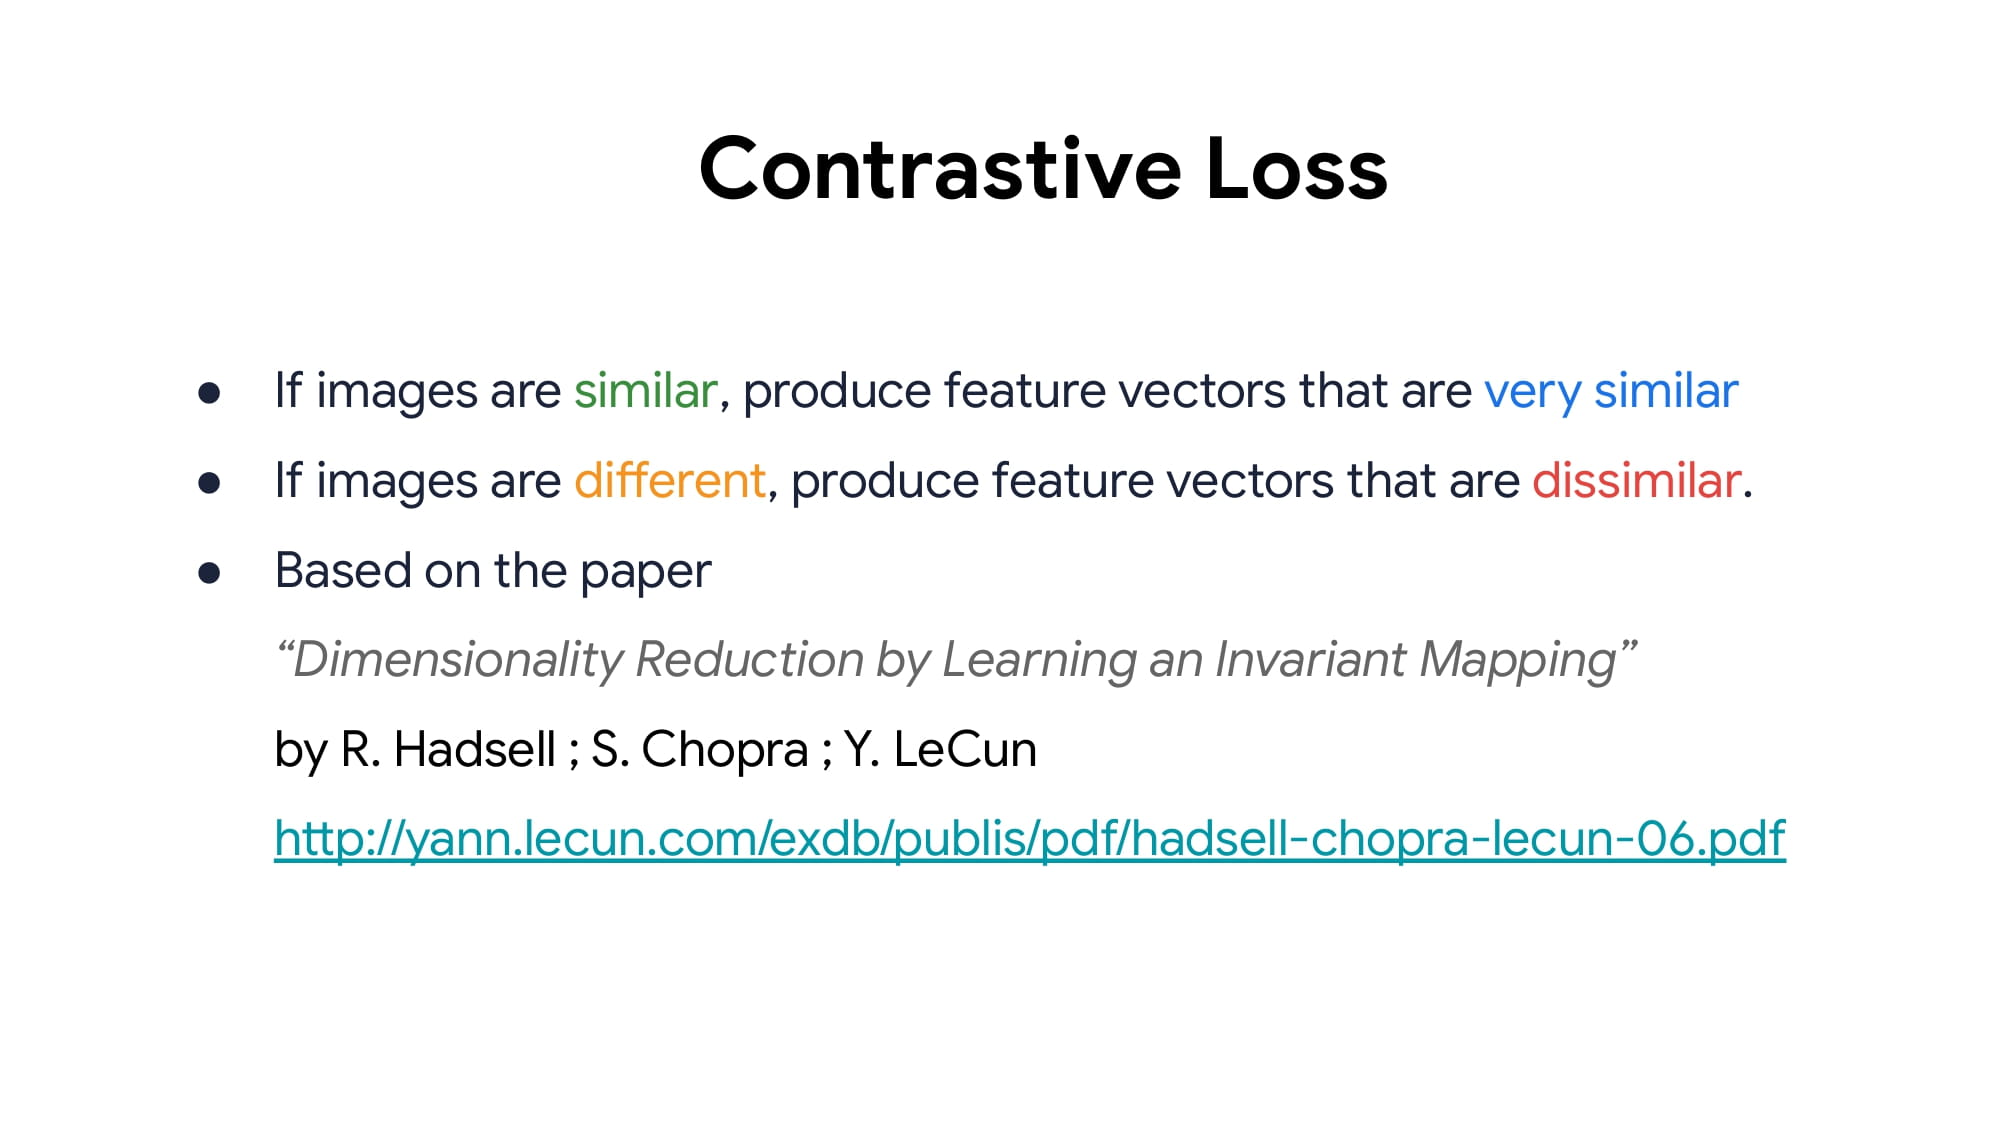 Contrastive Loss
● If images are similar, produce feature vectors that are very similar
● If images are different, produce feature vectors that are dissimilar.
● Based on the paper
“Dimensionality Reduction by Learning an Invariant Mapping”
by R. Hadsell ; S. Chopra ; Y. LeCun
http://yann.lecun.com/exdb/publis/pdf/hadsell-chopra-lecun-06.pdf